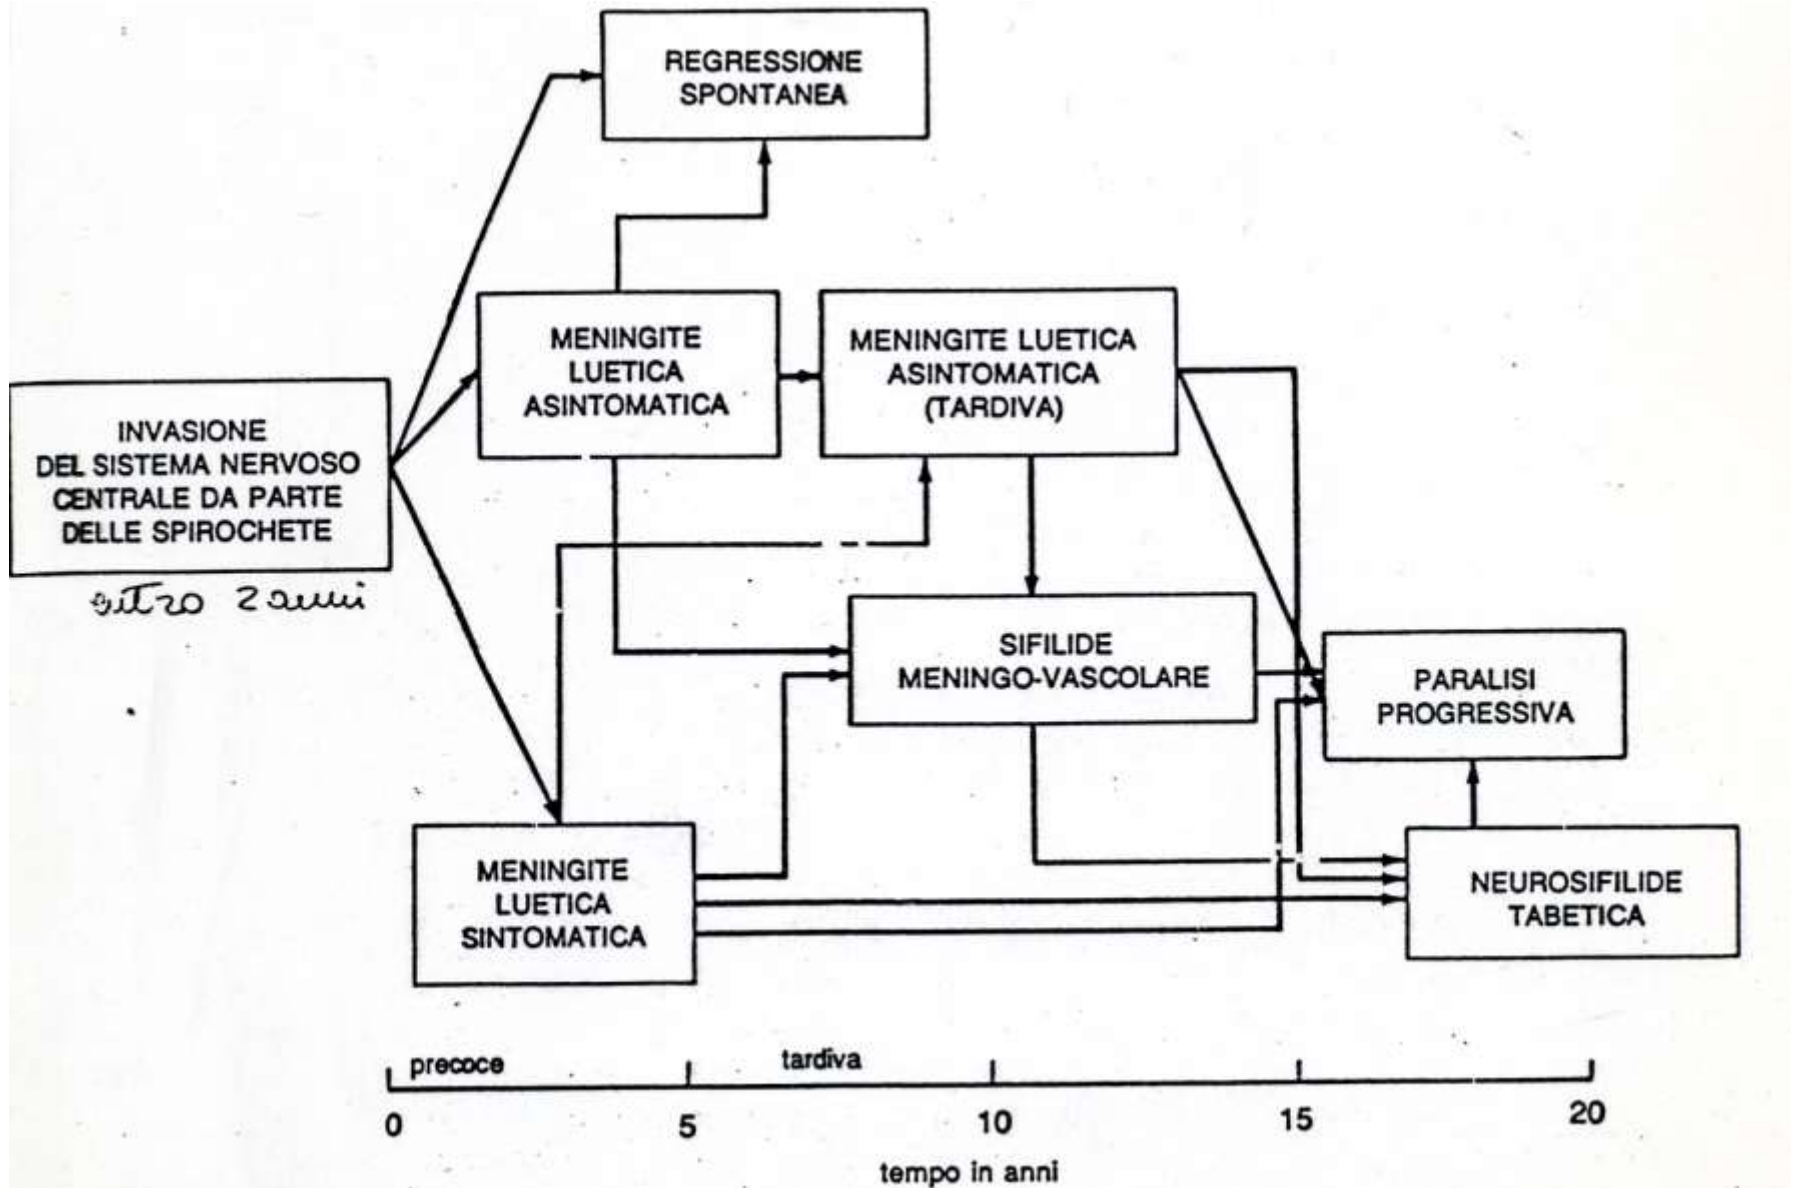 REGRESSIONE
SPONTANEA
MENINGITE
LUETICA
ASINTOMATICA
MENINGITE LUETICA
ASINTOMATICA
(TARDIVA)
INVASIONE
DEL SISTEMA NERVOSO
CENTRALE DA PARTE
DELLE SPIROCHETE
2 anni
SIFILIDE
MENINGO-VASCOLARE
PARALISI
PROGRESSIVA
MENINGITE
LUETICA
SINTOMATICA
NEUROSIFILIDE
TABETICA
precoce tardiva
0 5 10 15 20
tempo in anni